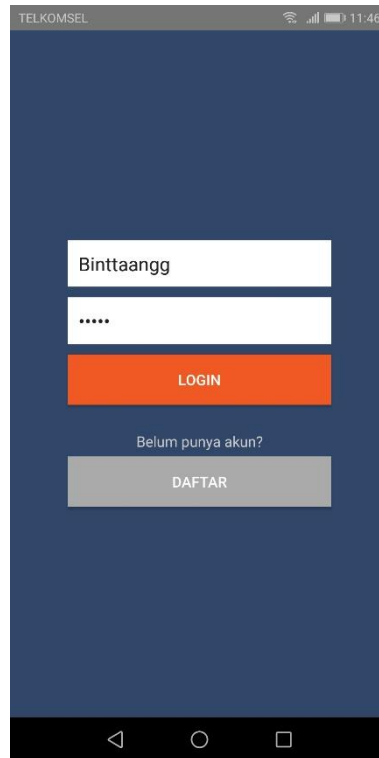 TELKOMSEL 11:46
Binttaangg
•••••
LOGIN
Belum punya akun?
DAFTAR